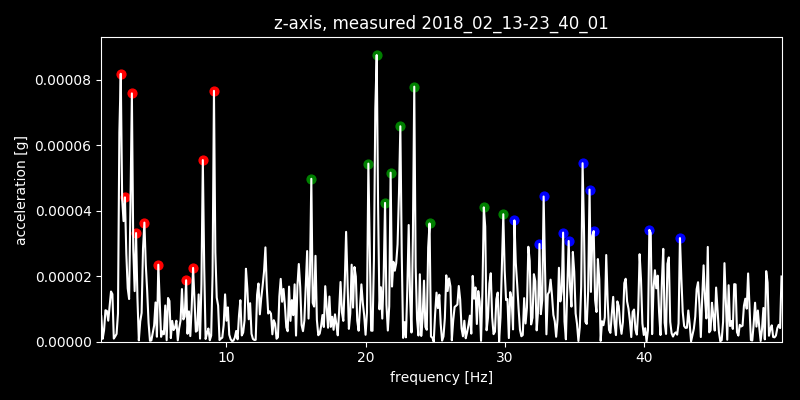 z-axis, measured 2018_02_13-23_40_01
0.00008
0.00006
0.00004
0.00002
0.00000
acceleration [g]
10 20 30 40
frequency [Hz]